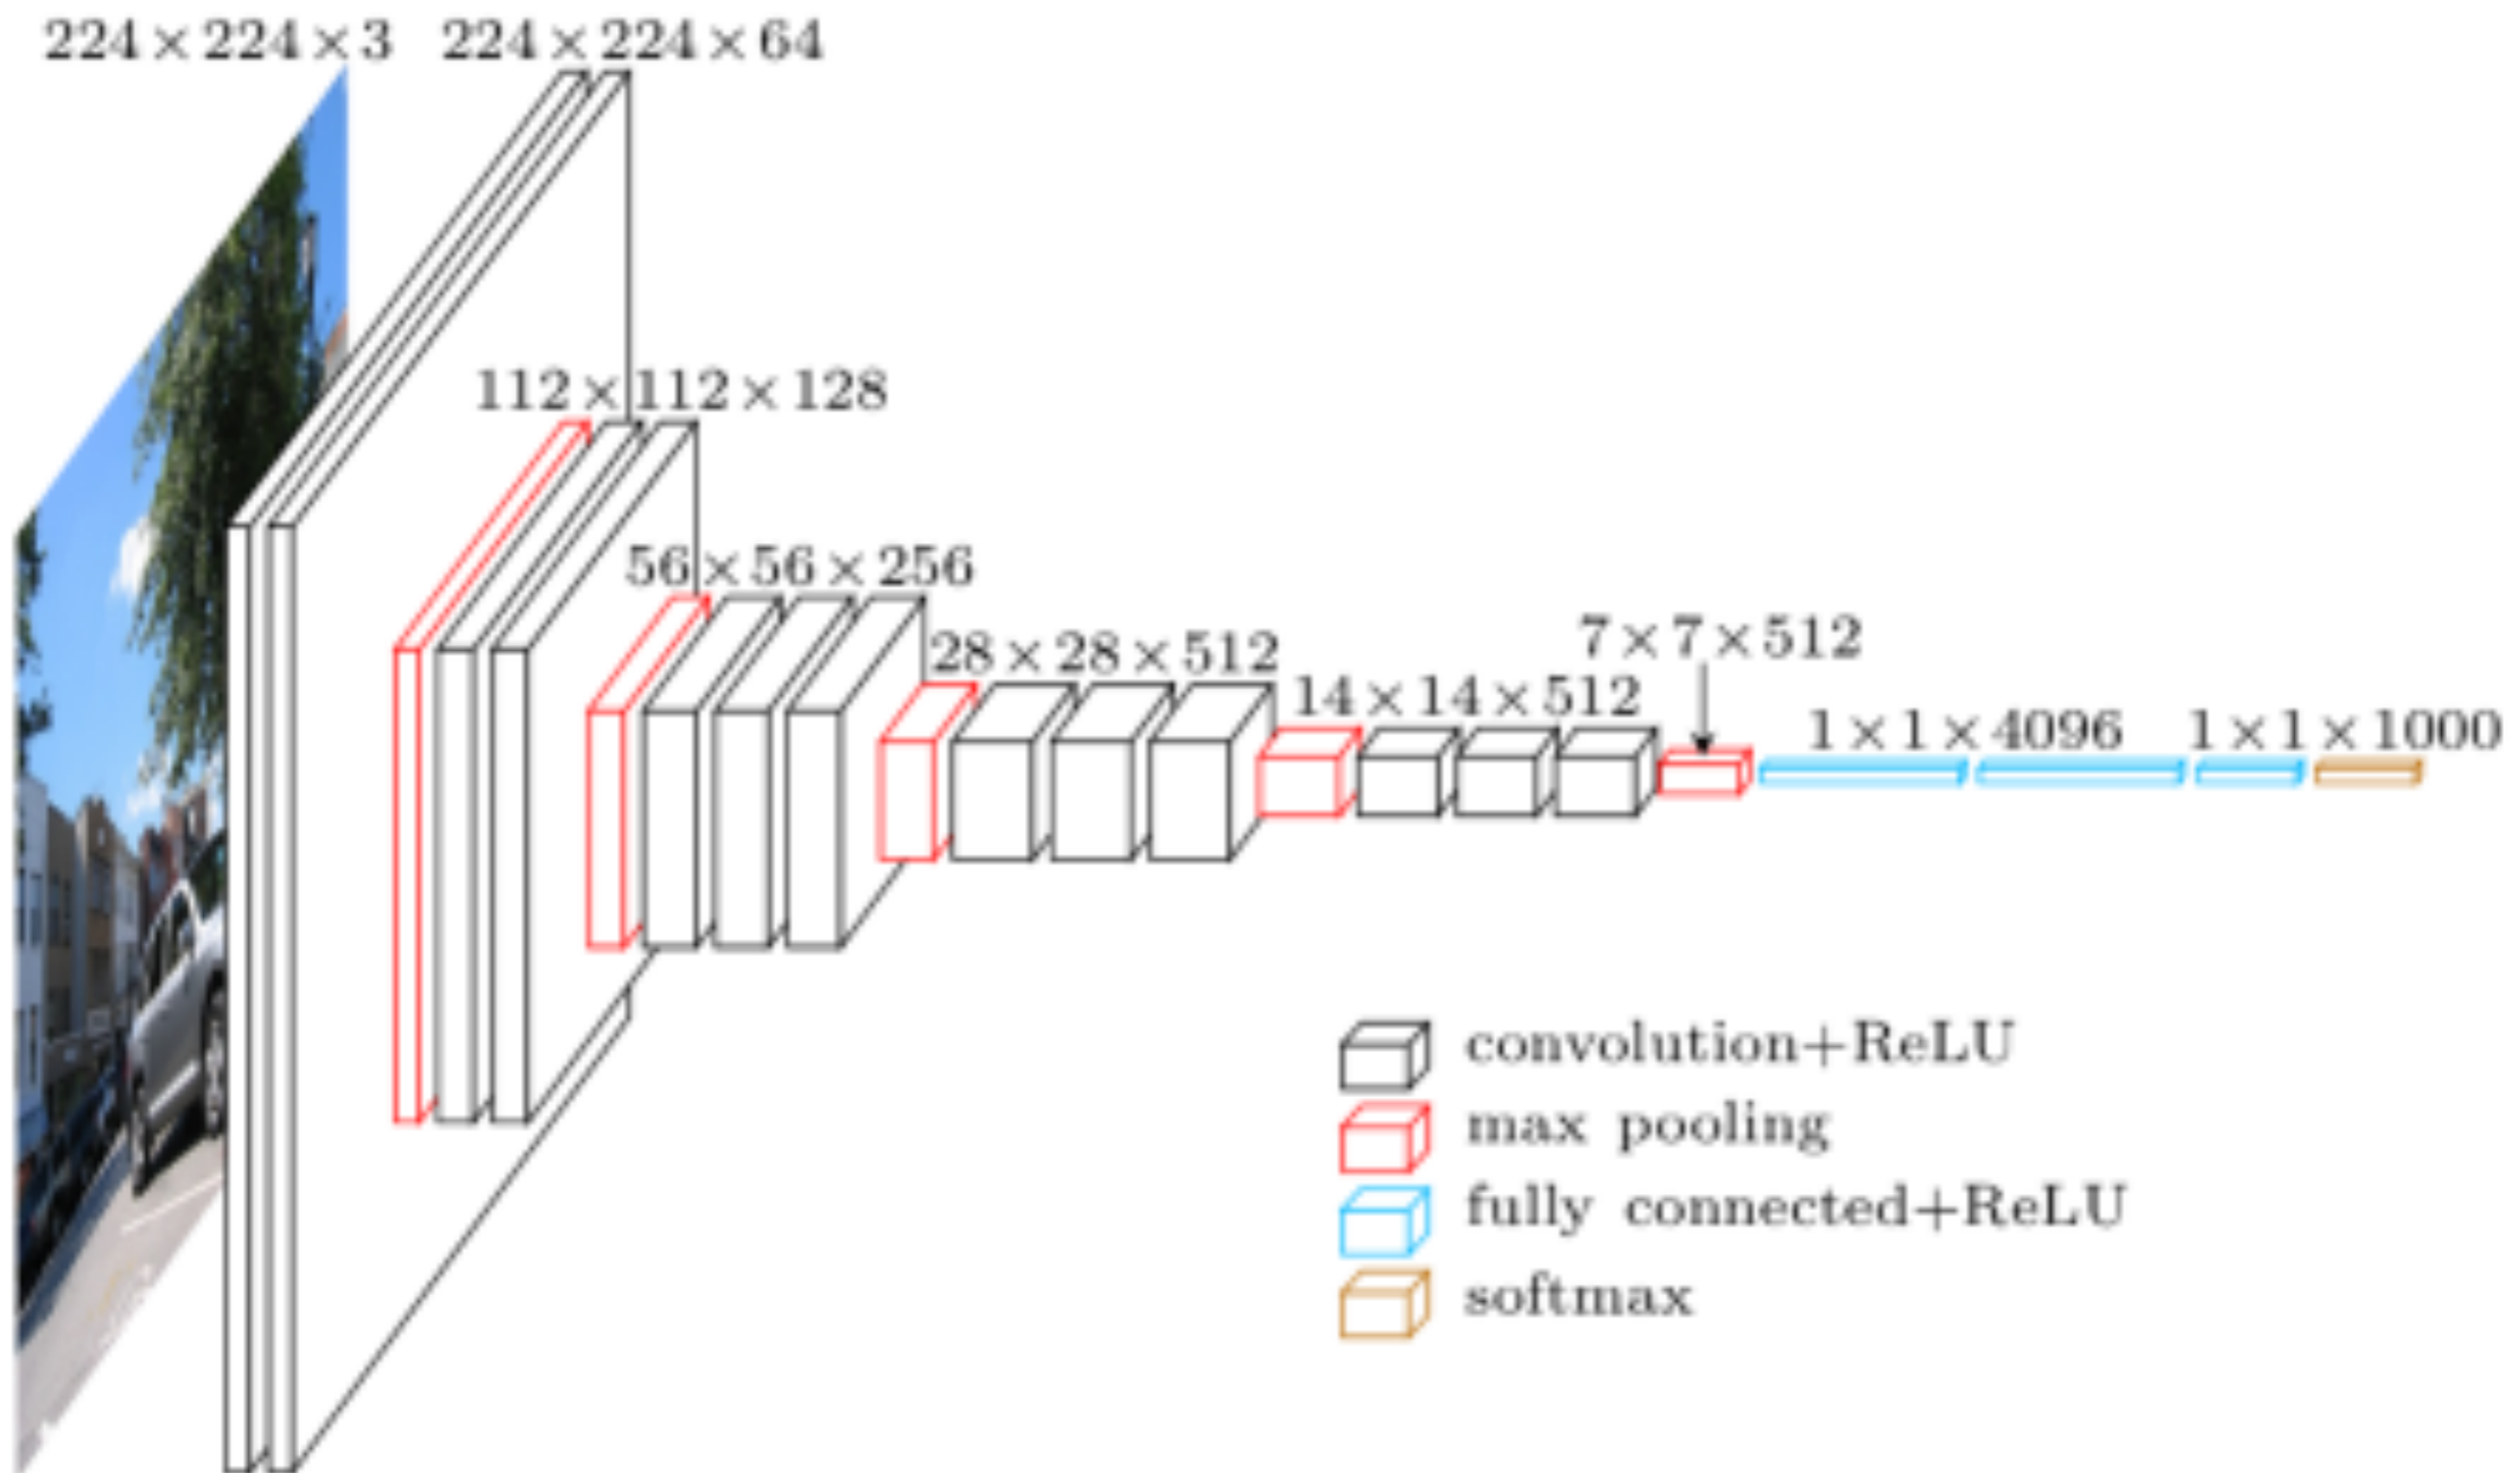 224×224×3
224×224×64
112×112×128
56×56×256
28×28×512
14×14×512
7×7×512
1×1×4096
1×1×1000
convolution+ReLU
max pooling
fully connected+ReLU
softmax